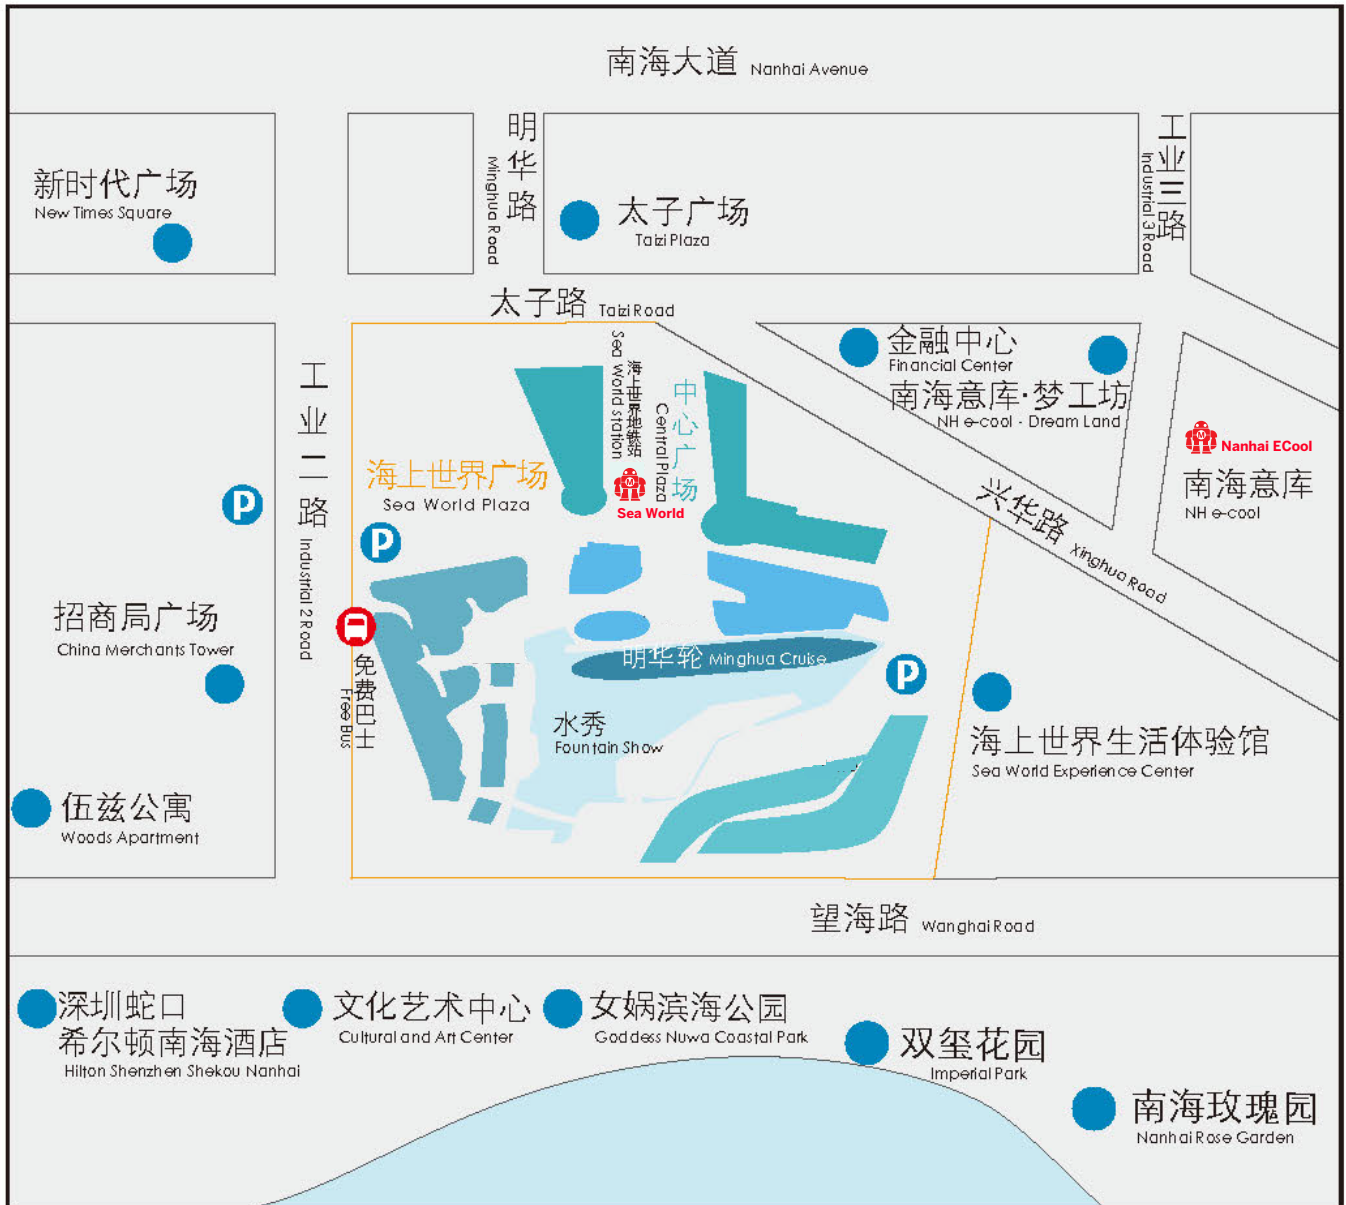 南海大道 Nanhai Avenue
明华路
Minghua Road
工业三路
Industrial 3 Road
新时代广场
New Times Square
太子广场
Taizi Plaza
太子路 Taizi Road
工业二路 Industrial 2 Road
海上世界地铁站
Sea World station
中心广场
Central Plaza
金融中心
Financial Center
南海意库·梦工坊
NH e-cool · Dream Land
M
Nanhai ECool
南海意库
NH e-cool
海上世界广场
Sea World Plaza
M
Sea World
P
P
兴华路 Xinghua Road
招商局广场
China Merchants Tower
免费巴士
Free Bus
明华轮 Minghua Cruise
P
水秀
Fountain Show
海上世界生活体验馆
Sea World Experience Center
伍兹公寓
Woods Apartment
望海路 Wanghai Road
深圳蛇口
希尔顿南海酒店
Hilton Shenzhen Shekou Nanhai
文化艺术中心
Cultural and Art Center
女娲滨海公园
Goddess Nuwa Coastal Park
双玺花园
Imperial Park
南海玫瑰园
Nanhai Rose Garden